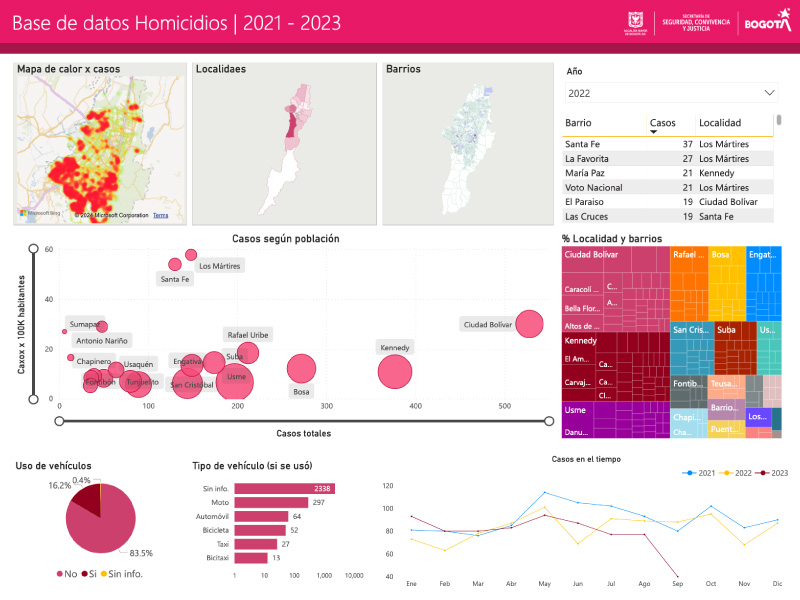 Base de datos Homicidios | 2021 - 2023
SECRETARÍA DE
SEGURIDAD, CONVIVENCIA
Y JUSTICIA
BOGOTÁ
Mapa de calor x casos
Microsoft Bing
© 2024 Microsoft Corporation Terms
Localidaes
Barrios
Año
2022
Barrio Casos Localidad
Santa Fe 37 Los Mártires
La Favorita 27 Los Mártires
María Paz 21 Kennedy
Voto Nacional 21 Los Mártires
El Paraiso 19 Ciudad Bolívar
Las Cruces 19 Santa Fe
Casos según población
Caxox x 100K habitantes
60
40
20
0
Los Mártires
Santa Fe
Sumapaz
Antonio Nariño
Ciudad Bolívar
Rafael Uribe
Kennedy
Chapinero
Usaquén
Engativá
Suba
Fontibón
Tunjuelito
San Cristóbal
Usme
Bosa
0 100 200 300 400 500
Casos totales
% Localidad y barrios
Ciudad Bolívar
Caracolí ...
C...
Bella Flor...
A...
Altos de ...
Kennedy
El Am...
Ca...
Carvaj...
Ca...
Cl...
Usme
Danu...
Rafael ...
Bosa
Engat...
San Cris...
Suba
Us...
Fontib...
Teusa...
Barrio...
Los...
Chapi...
Cha...
Puent...
Uso de vehículos
0.4%
16.2%
83.5%
No Si Sin info.
Tipo de vehículo (si se usó)
Sin info. 2338
Moto 297
Automóvil 64
Bicicleta 52
Taxi 27
Bicitaxi 13
1 10 100 1,000 10,000
Casos en el tiempo
2021 2022 2023
120
100
80
60
40
Ene Feb Mar Abr May Jun Jul Ago Sep Oct Nov Dic